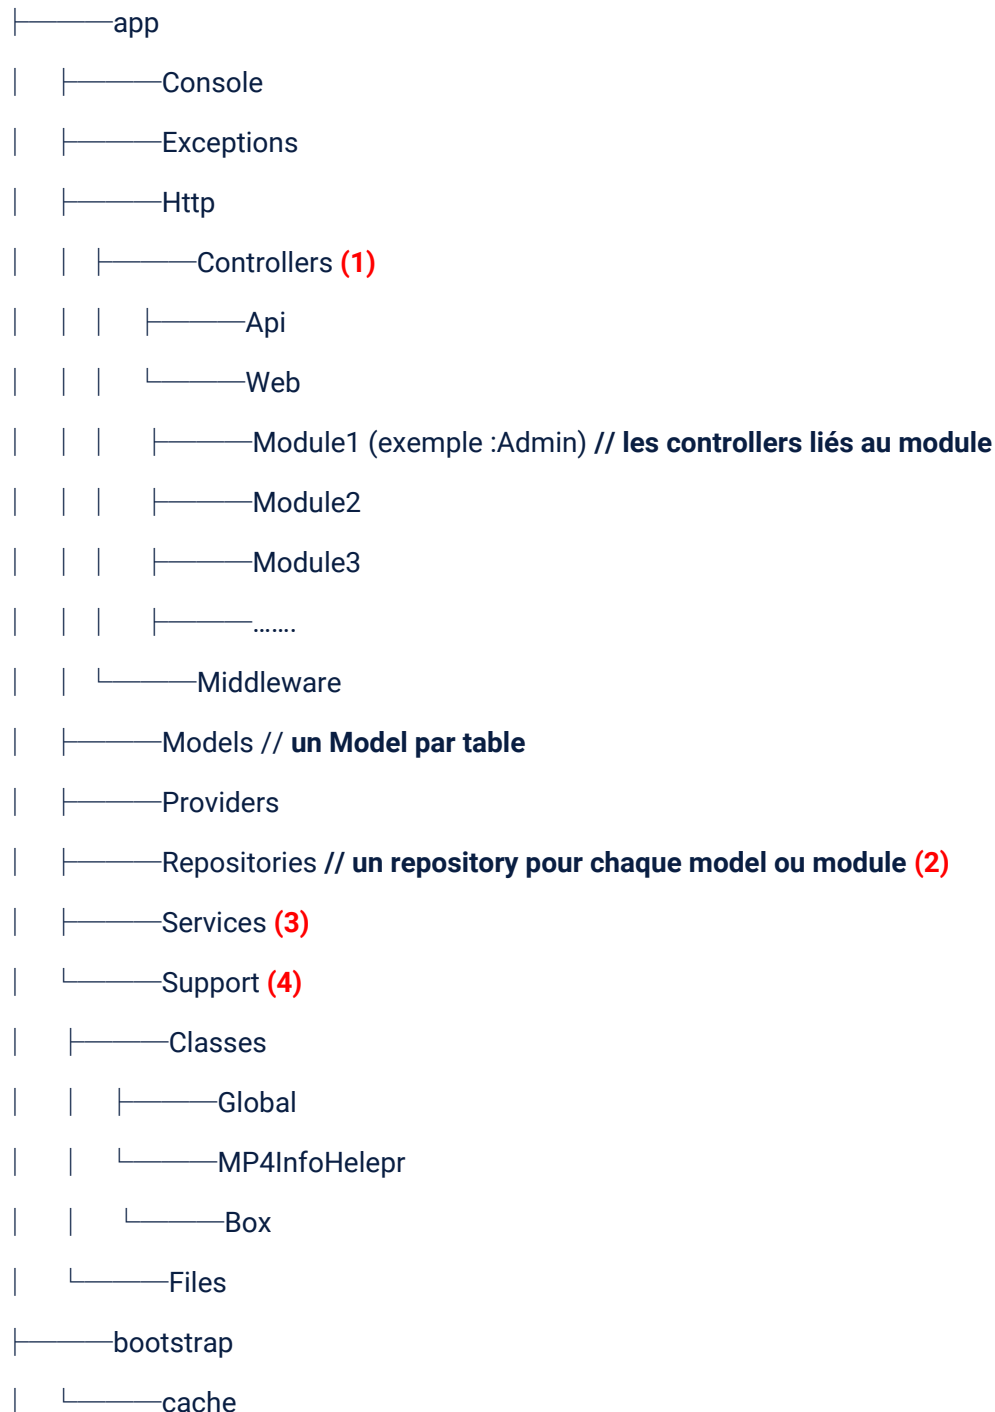 ├───────app
│ ├───────Console
│ ├───────Exceptions
│ ├───────Http
│ │ ├───────Controllers (1)
│ │ │ ├───────Api
│ │ │ └───────Web
│ │ │ ├───────Module1 (exemple :Admin) // les controllers liés au module
│ │ │ ├───────Module2
│ │ │ ├───────Module3
│ │ │ ├───────…….
│ │ └───────Middleware
│ ├───────Models // un Model par table
│ ├───────Providers
│ ├───────Repositories // un repository pour chaque model ou module (2)
│ ├───────Services (3)
│ └───────Support (4)
│ ├───────Classes
│ │ ├───────Global
│ │ └───────MP4InfoHelepr
│ │ └───────Box
│ └───────Files
├───────bootstrap
│ └───────cache